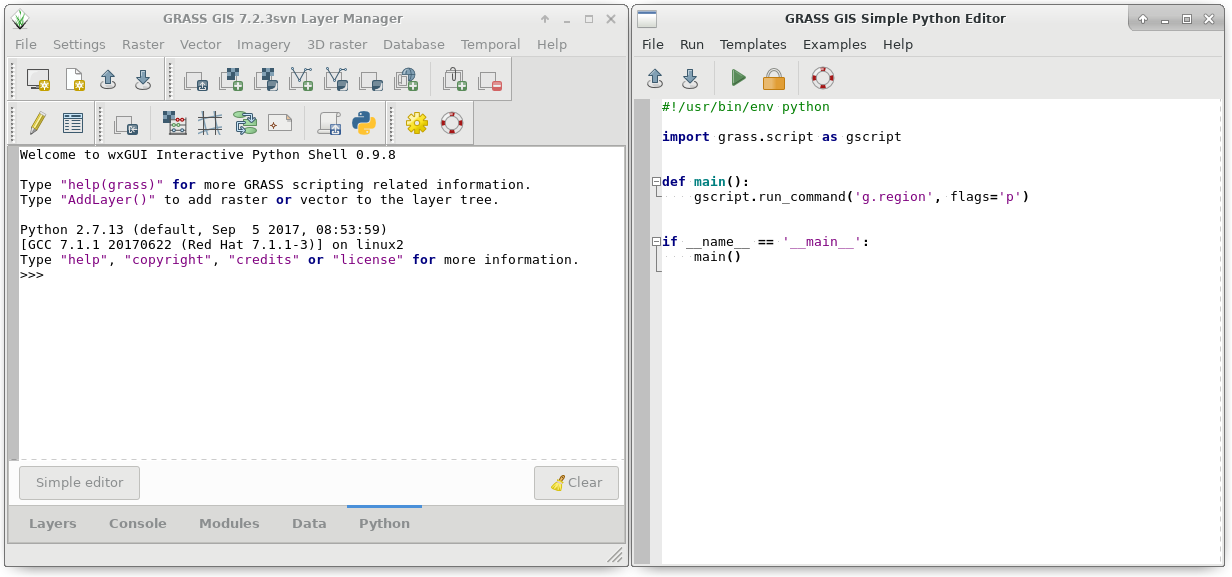 GRASS GIS 7.2.3svn Layer Manager
File Settings Raster Vector Imagery 3D raster Database Temporal Help
Welcome to wxGUI Interactive Python Shell 0.9.8
Type "help(grass)" for more GRASS scripting related information.
Type "AddLayer()" to add raster or vector to the layer tree.
Python 2.7.13 (default, Sep  5 2017, 08:53:59)
[GCC 7.1.1 20170622 (Red Hat 7.1.1-3)] on linux2
Type "help", "copyright", "credits" or "license" for more information.
>>>
Simple editor
Clear
Layers Console Modules Data Python
GRASS GIS Simple Python Editor
File Run Templates Examples Help
#!/usr/bin/env python
import grass.script as gscript
def main():
    gscript.run_command('g.region', flags='p')
if __name__ == '__main__':
    main()